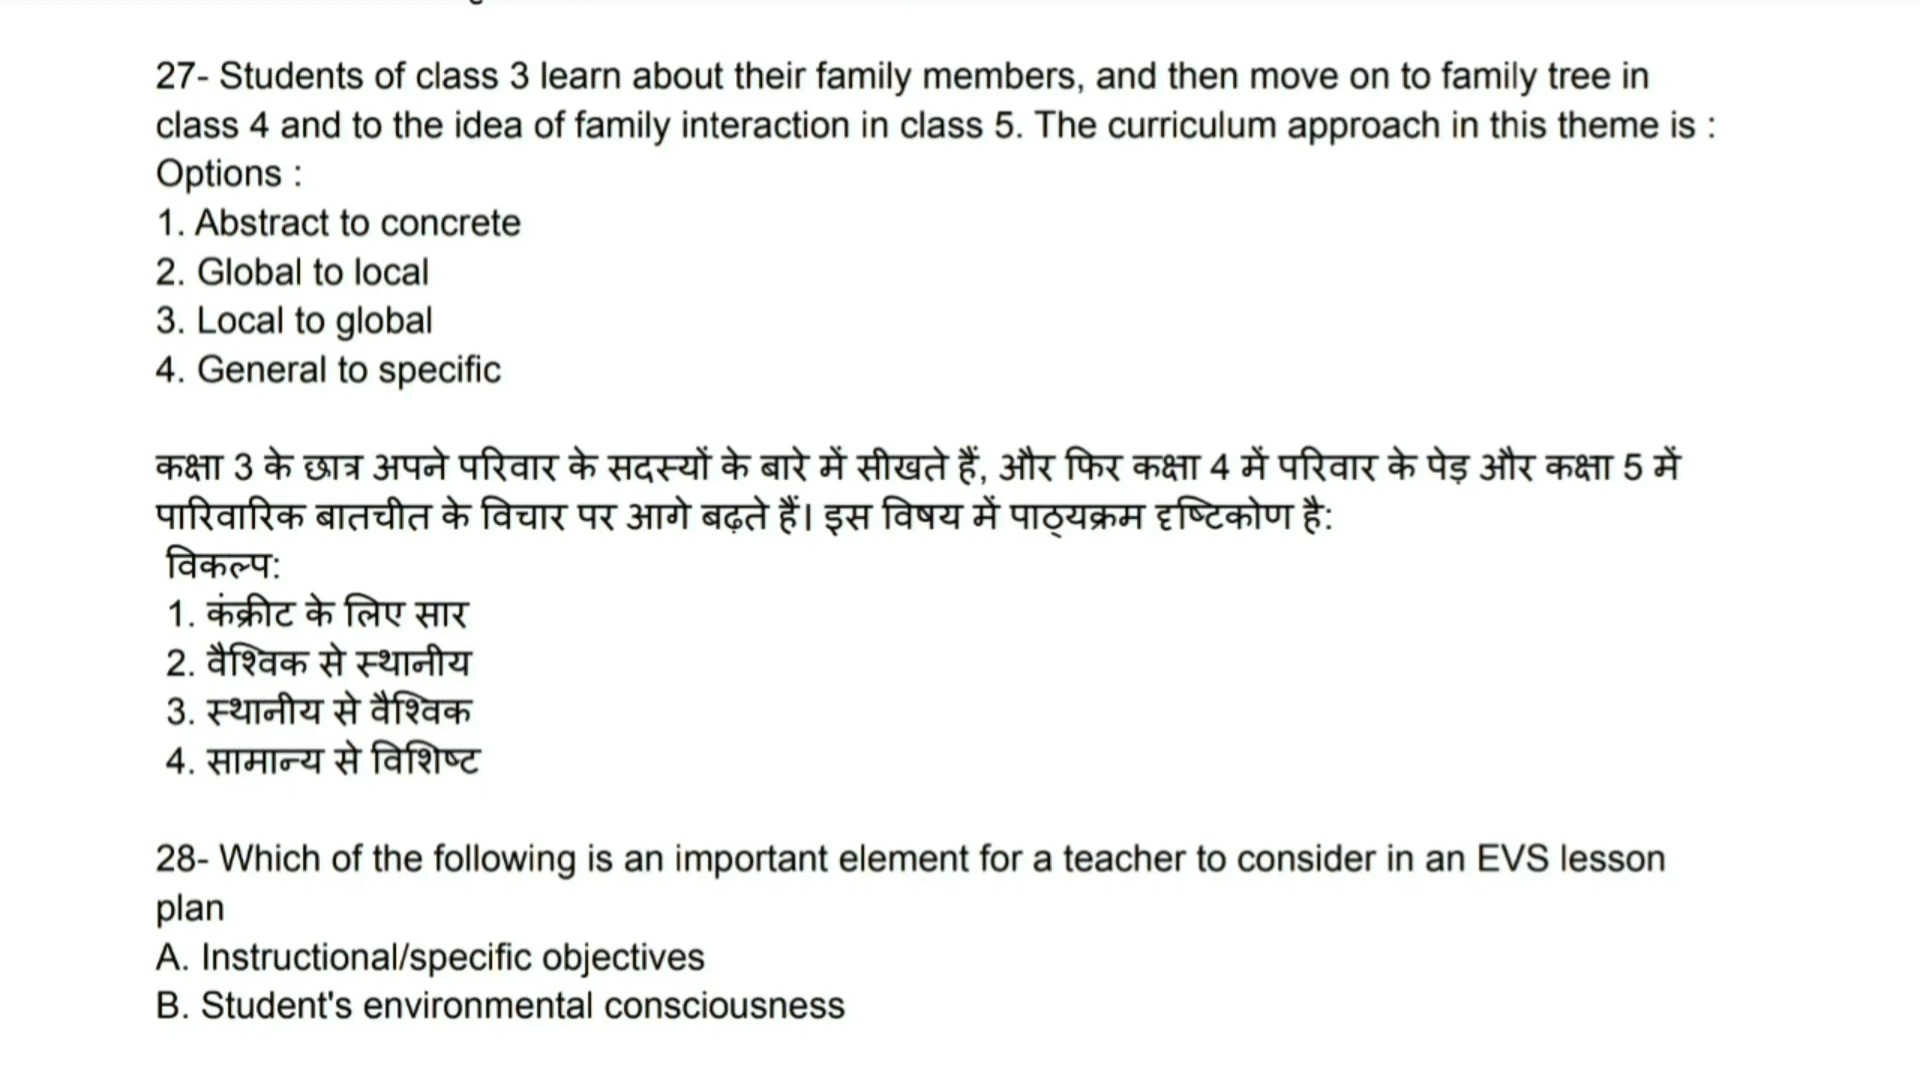 27- Students of class 3 learn about their family members, and then move on to family tree in
class 4 and to the idea of family interaction in class 5. The curriculum approach in this theme is :
Options :
1. Abstract to concrete
2. Global to local
3. Local to global
4. General to specific
कक्षा 3 के छात्र अपने परिवार के सदस्यों के बारे में सीखते हैं, और फिर कक्षा 4 में परिवार के पेड़ और कक्षा 5 में
पारिवारिक बातचीत के विचार पर आगे बढ़ते हैं। इस विषय में पाठ्यक्रम दृष्टिकोण है:
विकल्प:
1. कंक्रीट के लिए सार
2. वैश्विक से स्थानीय
3. स्थानीय से वैश्विक
4. सामान्य से विशिष्ट
28- Which of the following is an important element for a teacher to consider in an EVS lesson
plan
A. Instructional/specific objectives
B. Student's environmental consciousness